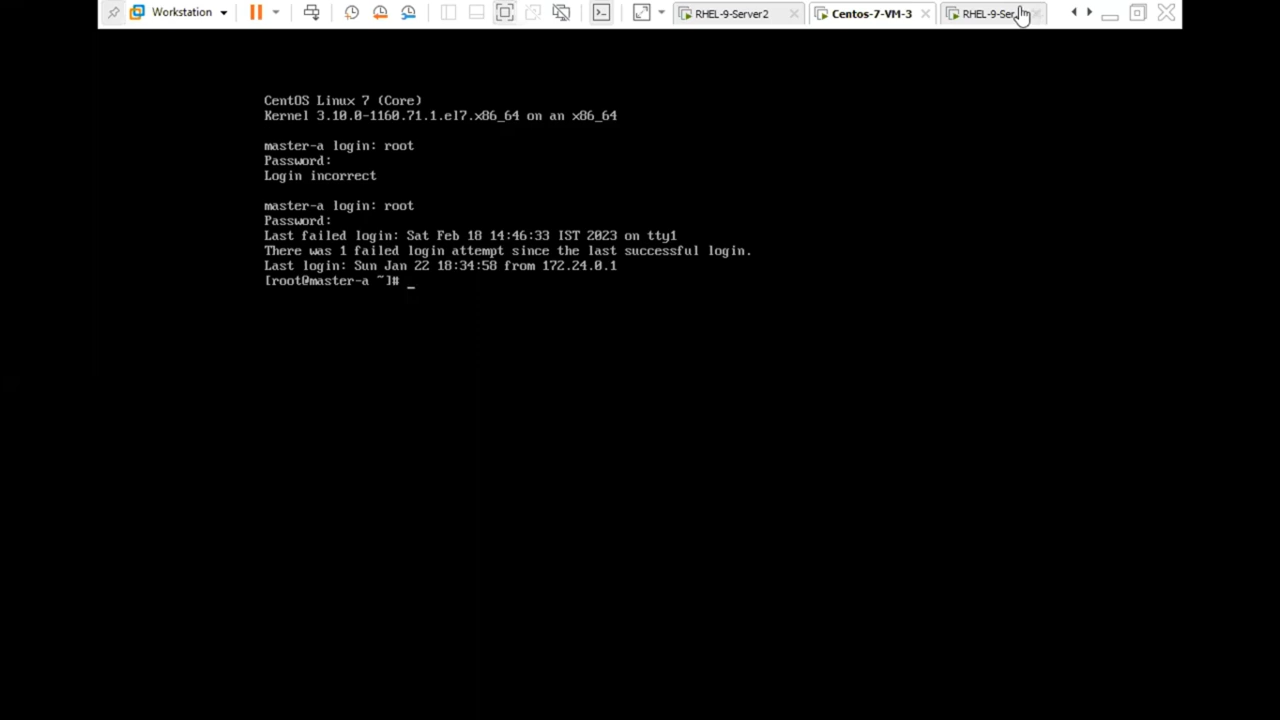 Workstation
RHEL-9-Server2
Centos-7-VM-3
RHEL-9-Ser
CentOS Linux 7 (Core)
Kernel 3.10.0-1160.71.1.el7.x86_64 on an x86_64
master-a login: root
Password:
Login incorrect
master-a login: root
Password:
Last failed login: Sat Feb 18 14:46:33 IST 2023 on tty1
There was 1 failed login attempt since the last successful login.
Last login: Sun Jan 22 18:34:58 from 172.24.0.1
[root@master-a ~]# _